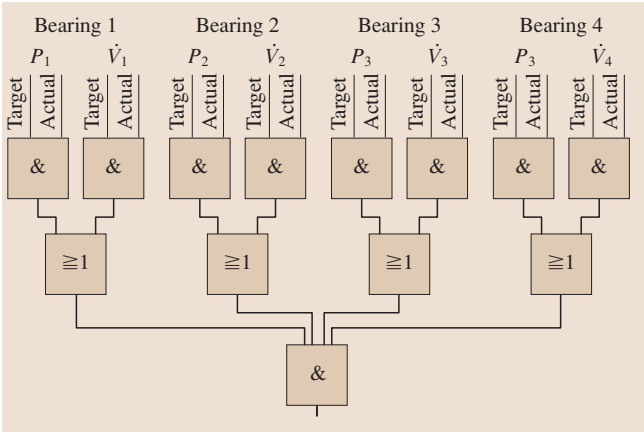 Bearing 1 Bearing 2 Bearing 3 Bearing 4
P₁ V̇₁ P₂ V̇₂ P₃ V̇₃ P₃ V̇₄
Target Actual Target Actual Target Actual Target Actual Target Actual Target Actual Target Actual Target Actual
& & & & & & & &
≧1 ≧1 ≧1 ≧1
&